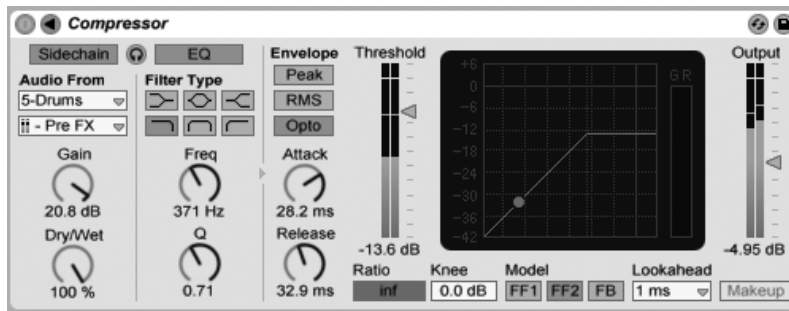 Compressor
Sidechain EQ
Audio From
5-Drums
- Pre FX
Gain
20.8 dB
Dry/Wet
100 %
Filter Type
Freq
371 Hz
Q
0.71
Envelope
Peak
RMS
Opto
Attack
28.2 ms
Release
32.9 ms
Threshold
-13.6 dB
+6
0
-6
-12
-18
-24
-30
-36
-42
GR
Output
-4.95 dB
Ratio
inf
Knee
0.0 dB
Model
FF1 FF2 FB
Lookahead
1 ms
Makeup